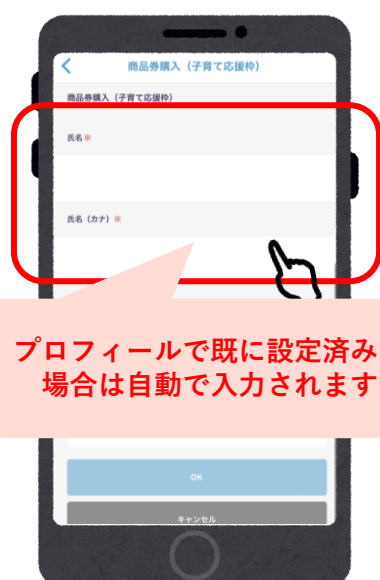 商品券購入（子育て応援枠）
商品券購入（子育て応援枠）
氏名※
氏名（カナ）※
プロフィールで既に設定済み
場合は自動で入力されます
OK
キャンセル